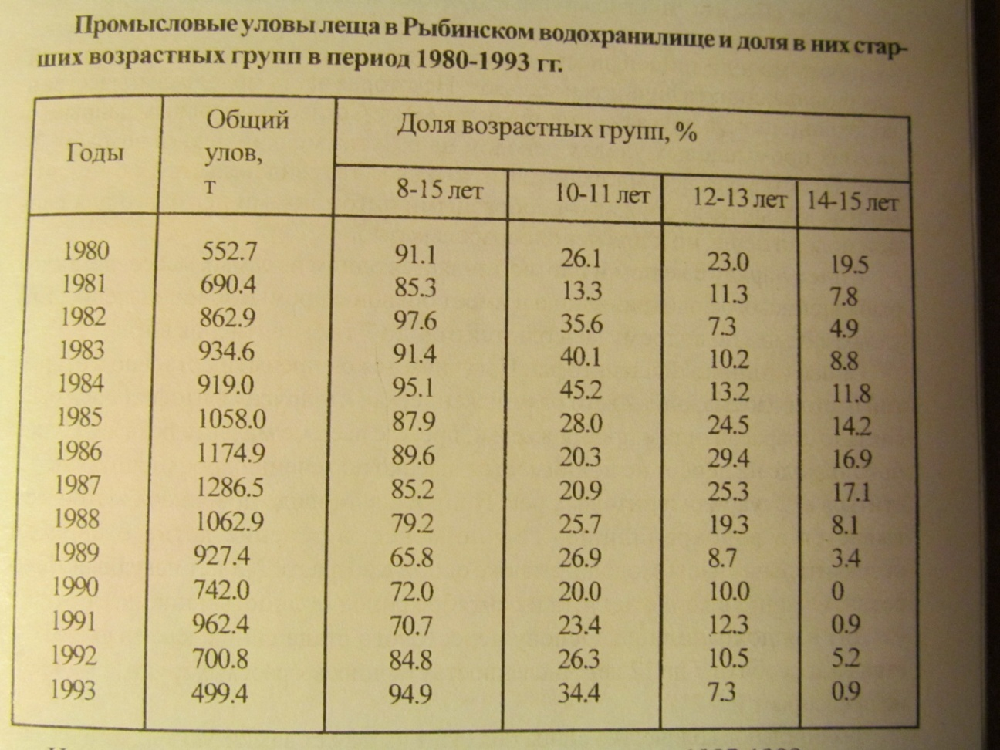 Промысловые уловы леща в Рыбинском водохранилище и доля в них стар-
ших возрастных групп в период 1980-1993 гг.
Годы Общий улов, т Доля возрастных групп, %
8-15 лет 10-11 лет 12-13 лет 14-15 лет
1980 552.7 91.1 26.1 23.0 19.5
1981 690.4 85.3 13.3 11.3 7.8
1982 862.9 97.6 35.6 7.3 4.9
1983 934.6 91.4 40.1 10.2 8.8
1984 919.0 95.1 45.2 13.2 11.8
1985 1058.0 87.9 28.0 24.5 14.2
1986 1174.9 89.6 20.3 29.4 16.9
1987 1286.5 85.2 20.9 25.3 17.1
1988 1062.9 79.2 25.7 19.3 8.1
1989 927.4 65.8 26.9 8.7 3.4
1990 742.0 72.0 20.0 10.0 0
1991 962.4 70.7 23.4 12.3 0.9
1992 700.8 84.8 26.3 10.5 5.2
1993 499.4 94.9 34.4 7.3 0.9